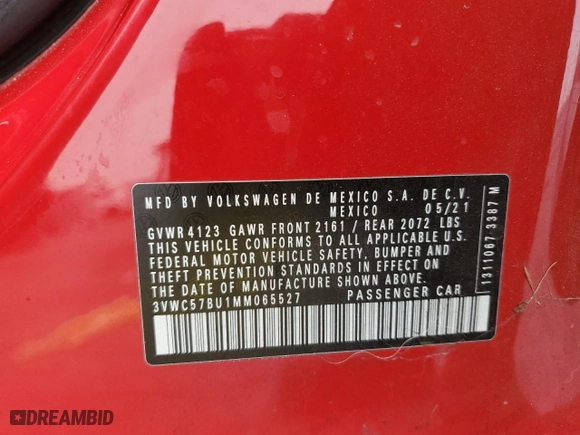 MFD BY VOLKSWAGEN DE MEXICO S.A. DE C.V.
MEXICO 05/21
GVWR 4123 GAWR FRONT 2161 / REAR 2072 LBS
THIS VEHICLE CONFORMS TO ALL APPLICABLE U.S.
FEDERAL MOTOR VEHICLE SAFETY, BUMPER AND
THEFT PREVENTION STANDARDS IN EFFECT ON
THE DATE OF MANUFACTURE SHOWN ABOVE.
3VWC57BU1MM065527 PASSENGER CAR
1311067 3387 M
DREAMBID